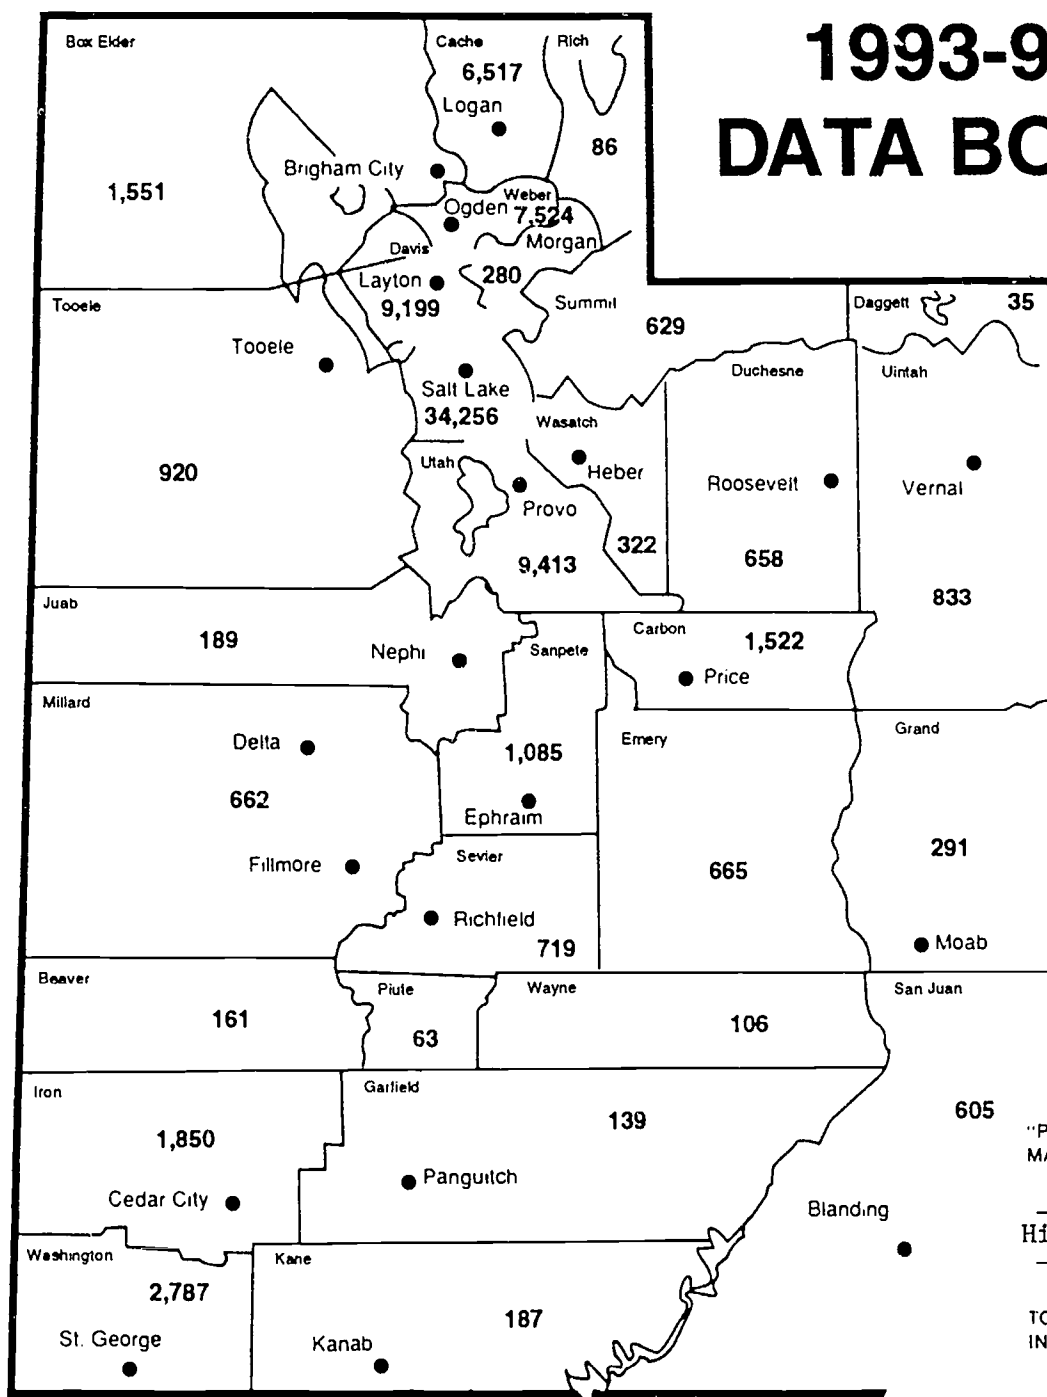 1993-9
DATA BO
Box Elder
1,551
Brigham City
Cache
6,517
Logan
Rich
86
Weber
Ogden
7,524
Morgan
280
Davis
Layton
9,199
Summit
629
Daggett
35
Tooele
Tooele
920
Salt Lake
34,256
Wasatch
Heber
322
Duchesne
Roosevelt
658
Uintah
Vernal
833
Utah
Provo
9,413
Juab
189
Nephi
Sanpete
1,085
Ephraim
Carbon
1,522
Price
Millard
Delta
662
Fillmore
Emery
665
Grand
291
Moab
Sevier
Richfield
719
Beaver
161
Piute
63
Wayne
106
San Juan
605
Blanding
Iron
1,850
Cedar City
Garfield
139
Panguitch
Washington
2,787
St. George
Kane
187
Kanab
"P
MA
Hi
TO
IN